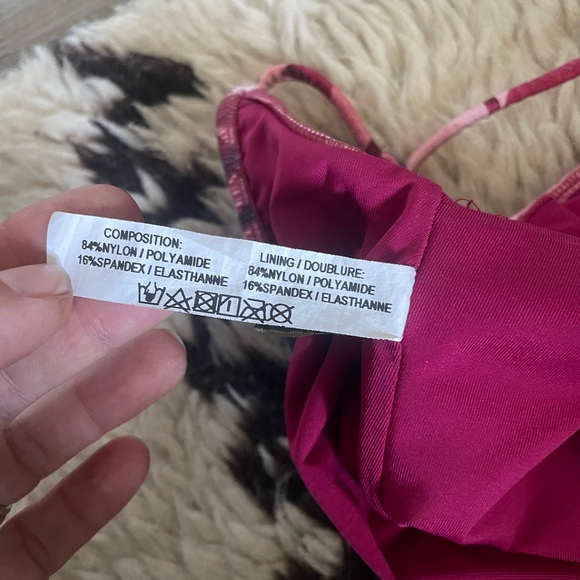 COMPOSITION:
84%NYLON / POLYAMIDE
16%SPANDEX / ELASTHANNE
LINING / DOUBLURE:
84%NYLON / POLYAMIDE
16%SPANDEX / ELASTHANNE